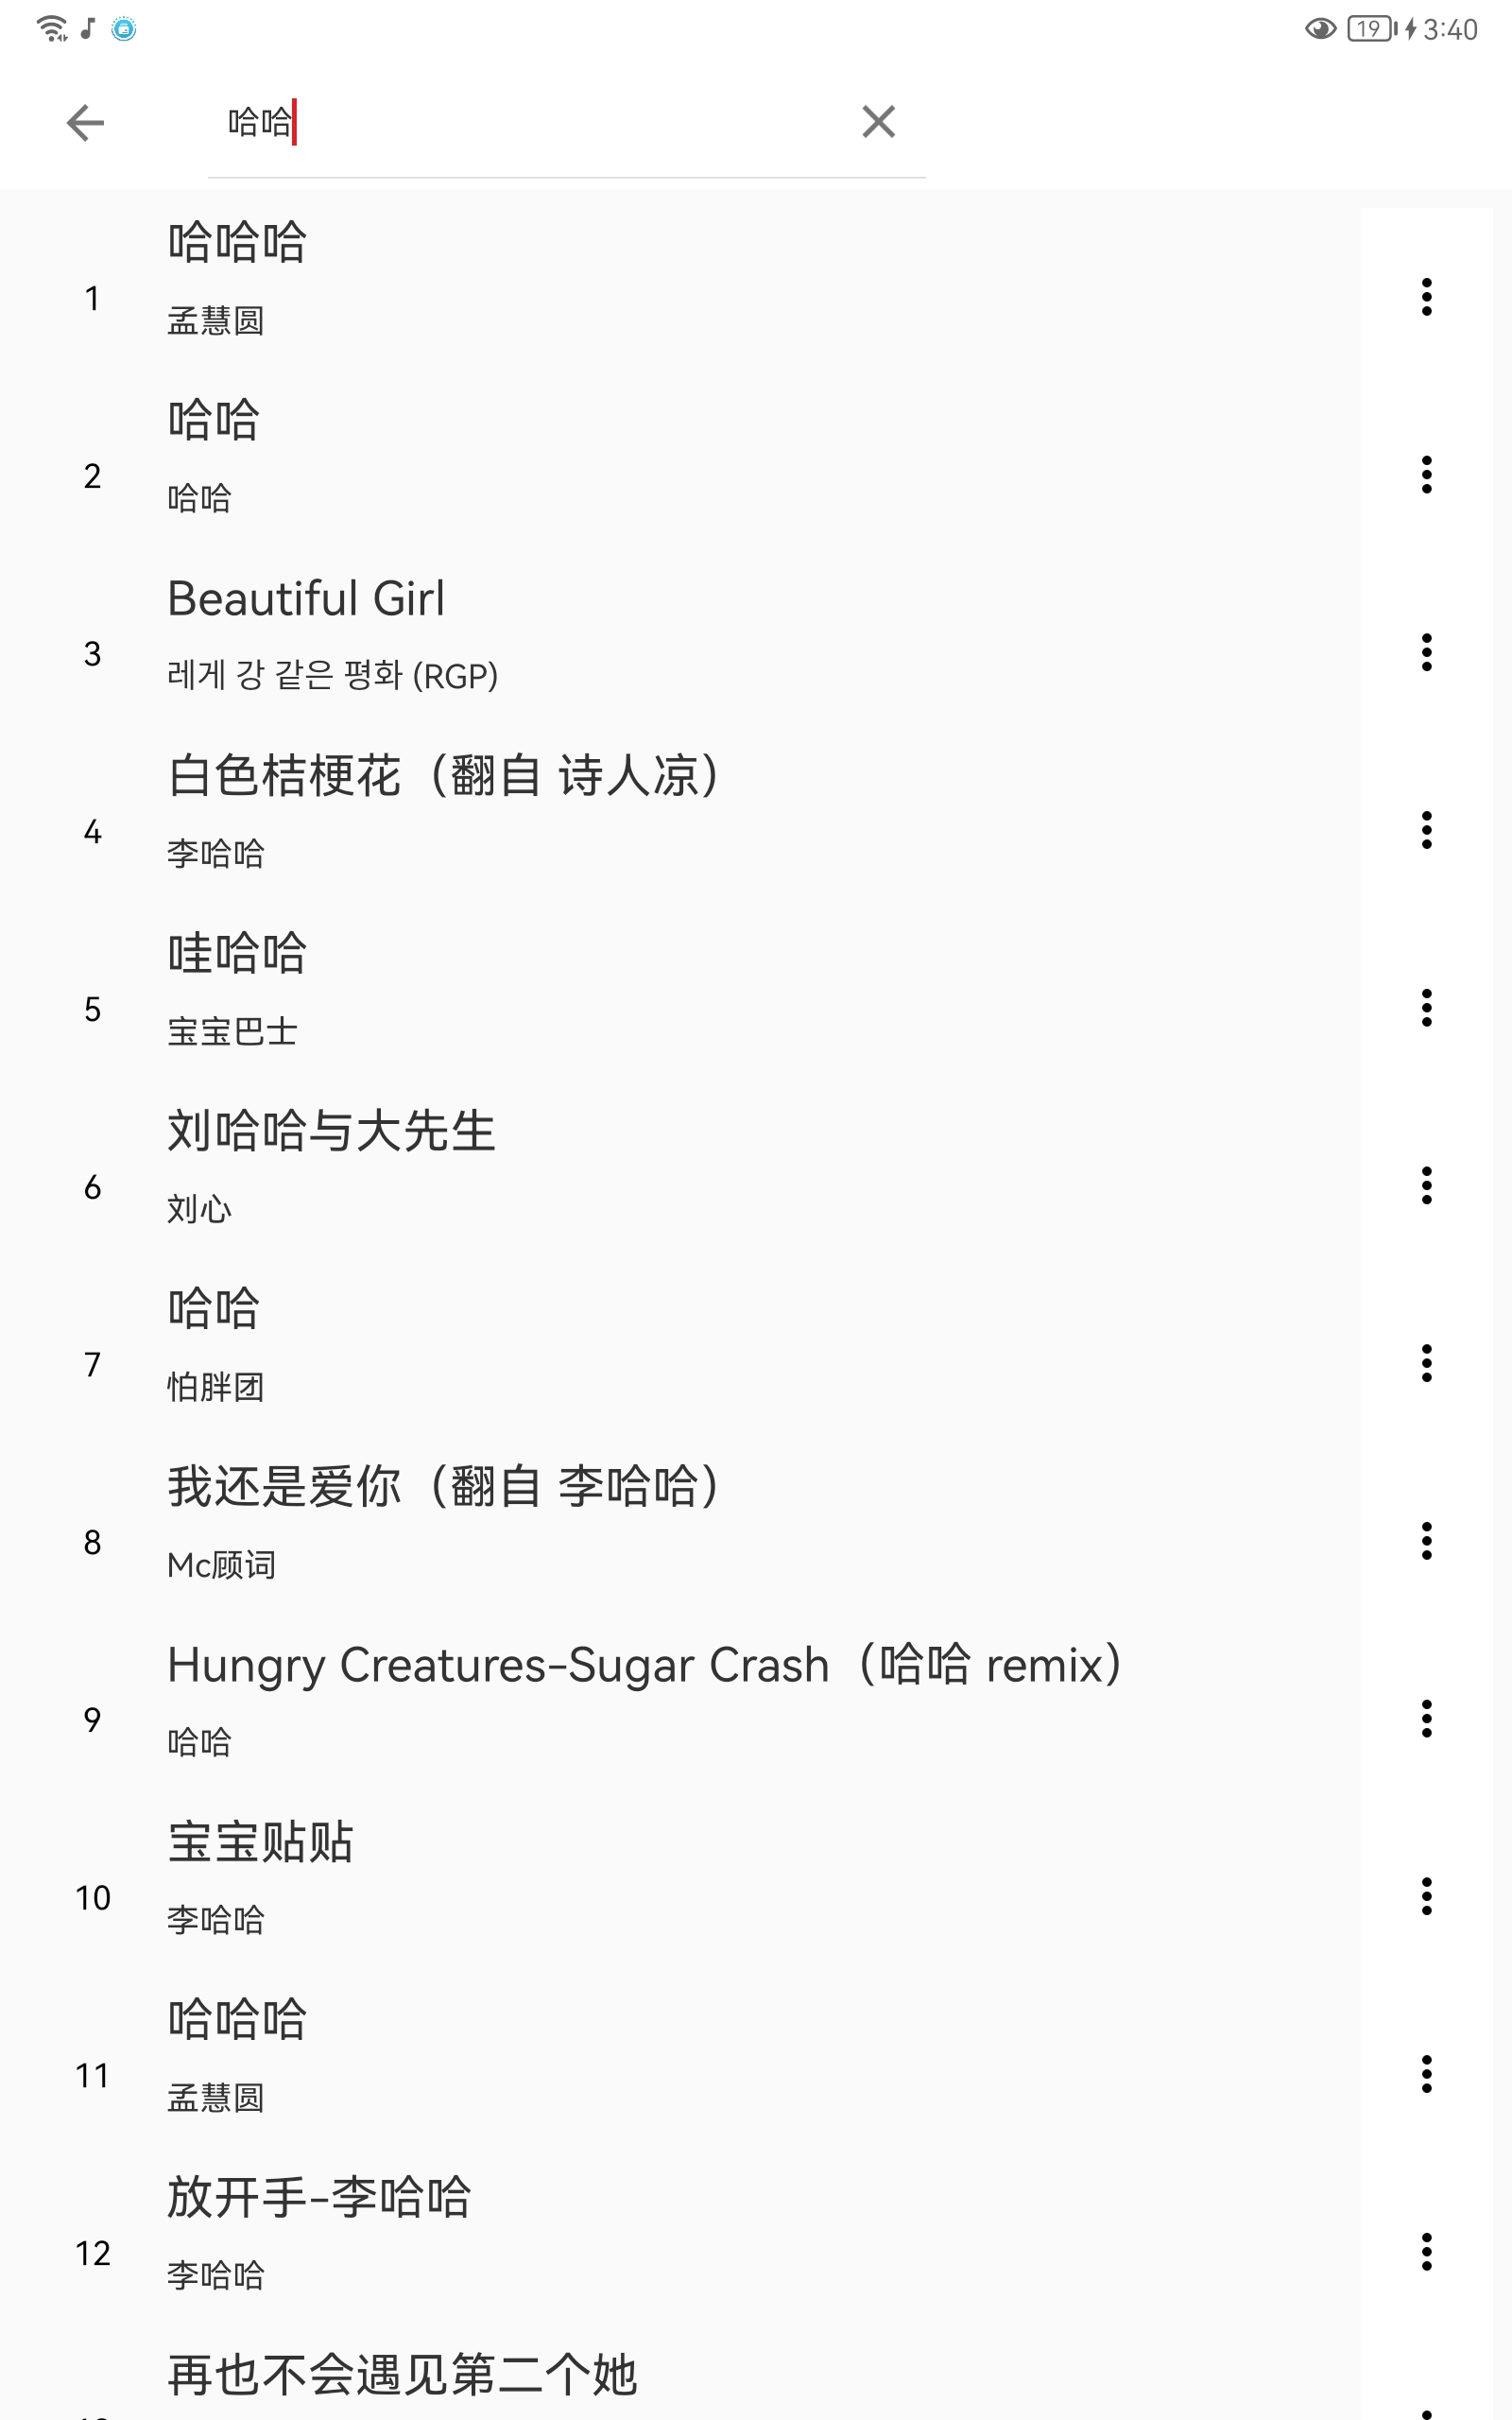 19 3:40
哈哈
哈哈哈
1
孟慧圆
哈哈
2
哈哈
Beautiful Girl
3
레게 강 같은 평화 (RGP)
白色桔梗花（翻自 诗人凉）
4
李哈哈
哇哈哈
5
宝宝巴士
刘哈哈与大先生
6
刘心
哈哈
7
怕胖团
我还是爱你（翻自 李哈哈）
8
Mc顾词
Hungry Creatures-Sugar Crash（哈哈 remix）
9
哈哈
宝宝贴贴
10
李哈哈
哈哈哈
11
孟慧圆
放开手-李哈哈
12
李哈哈
再也不会遇见第二个她